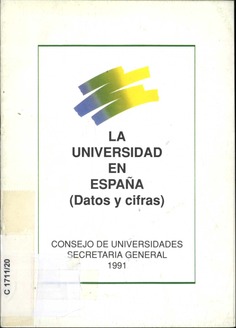 LA
UNIVERSIDAD
EN
ESPAÑA
(Datos y cifras)
CONSEJO DE UNIVERSIDADES
SECRETARIA GENERAL
1991
C 1711/20